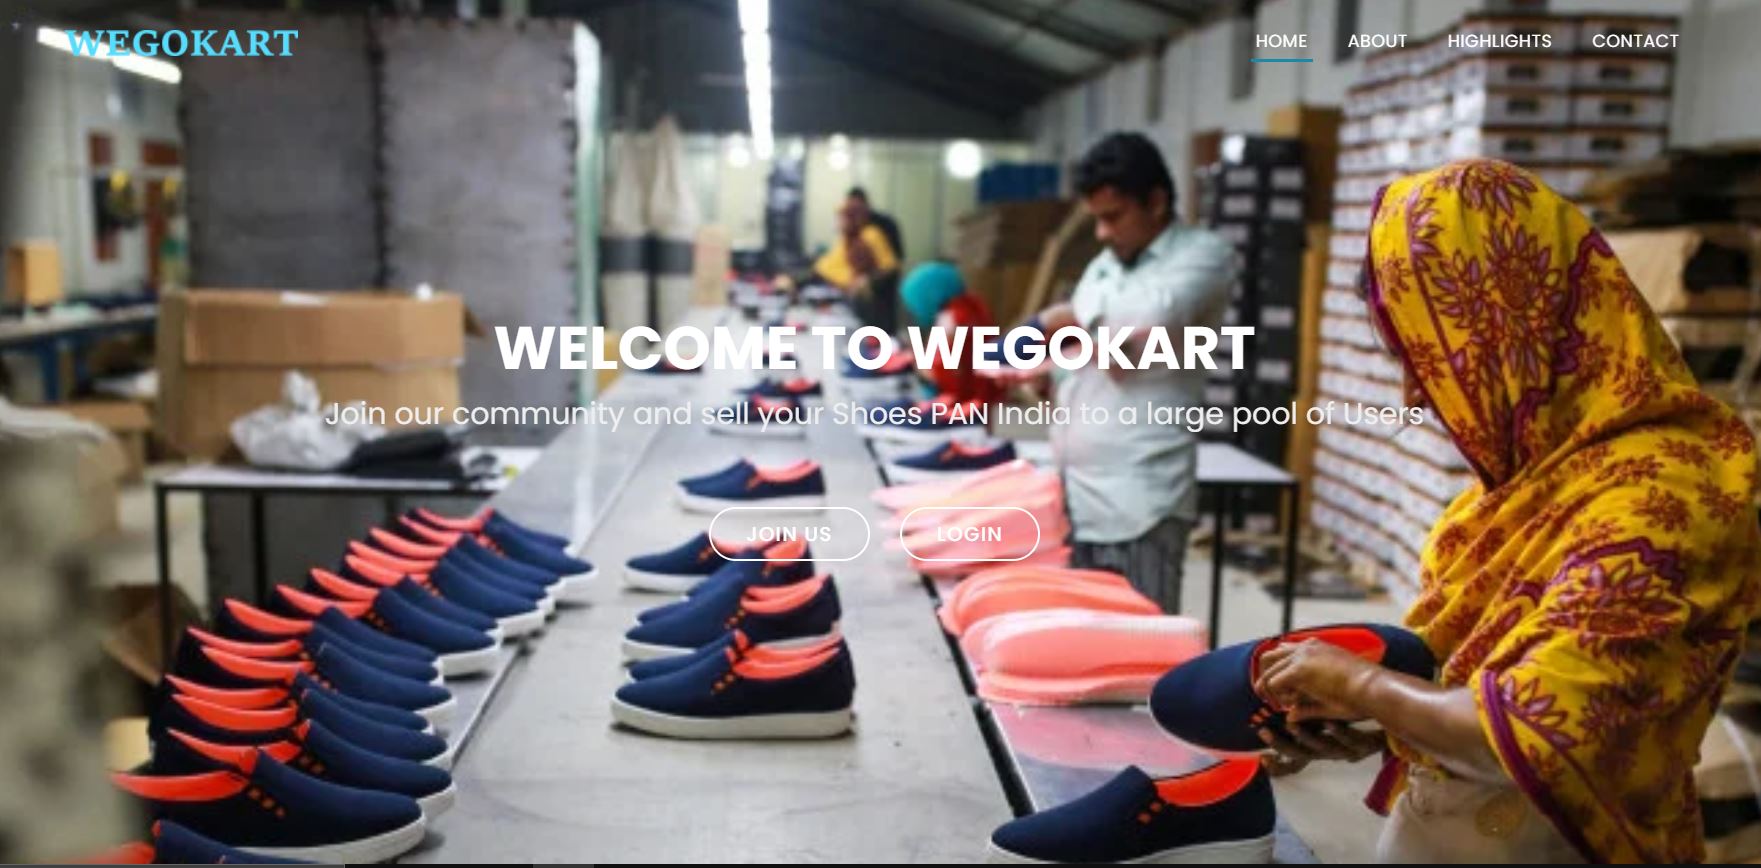 WEGOKART
HOME
ABOUT
HIGHLIGHTS
CONTACT
WELCOME TO WEGOKART
Join our community and sell your Shoes PAN India to a large pool of Users
JOIN US
LOGIN